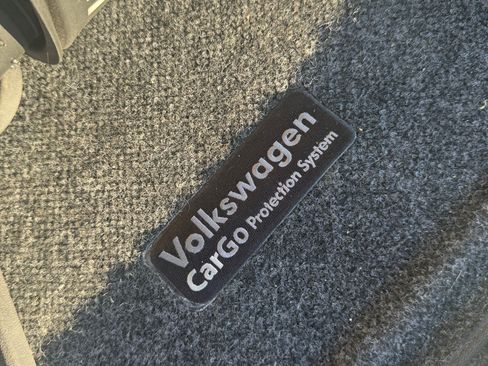 Volkswagen
CarGO Protection System